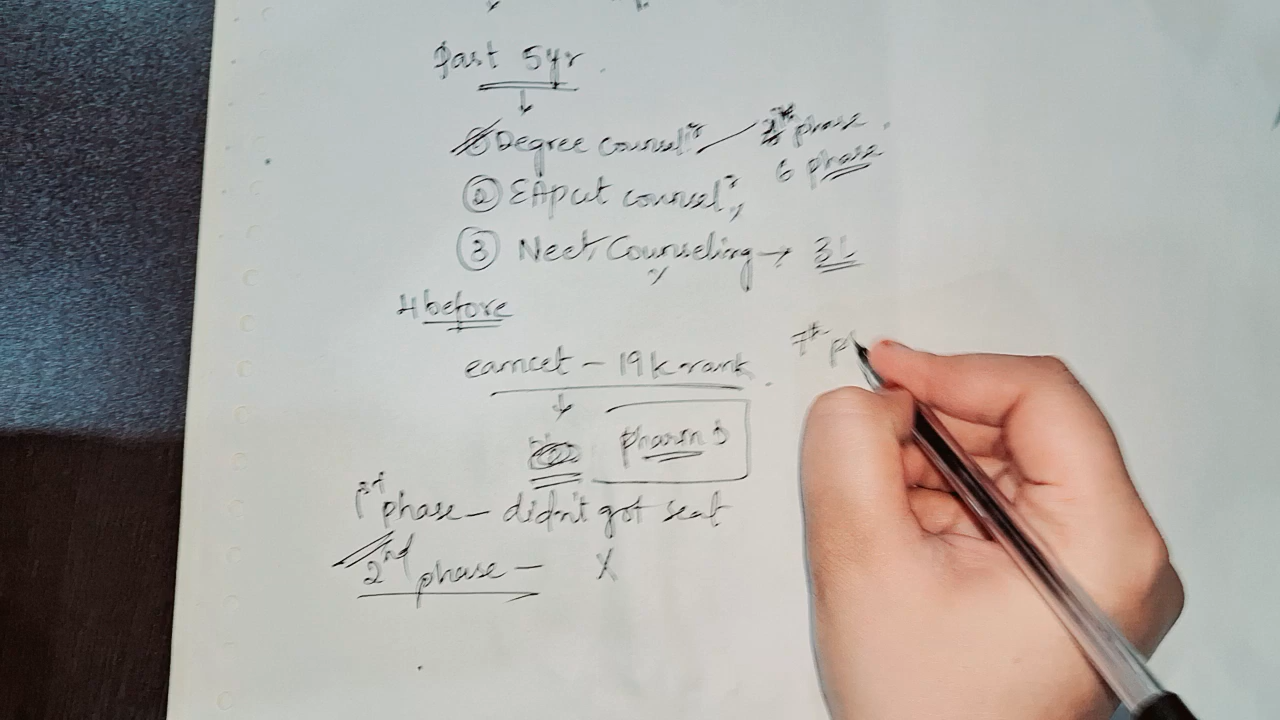 Past 5yr
① Degree counsel" phase
6 phase
② EAPCET counsel",
③ Neet Counseling → 3L
4 before
eamcet - 19k rank
7th p
pharm D
1st phase - didn't got seat
2nd phase - X